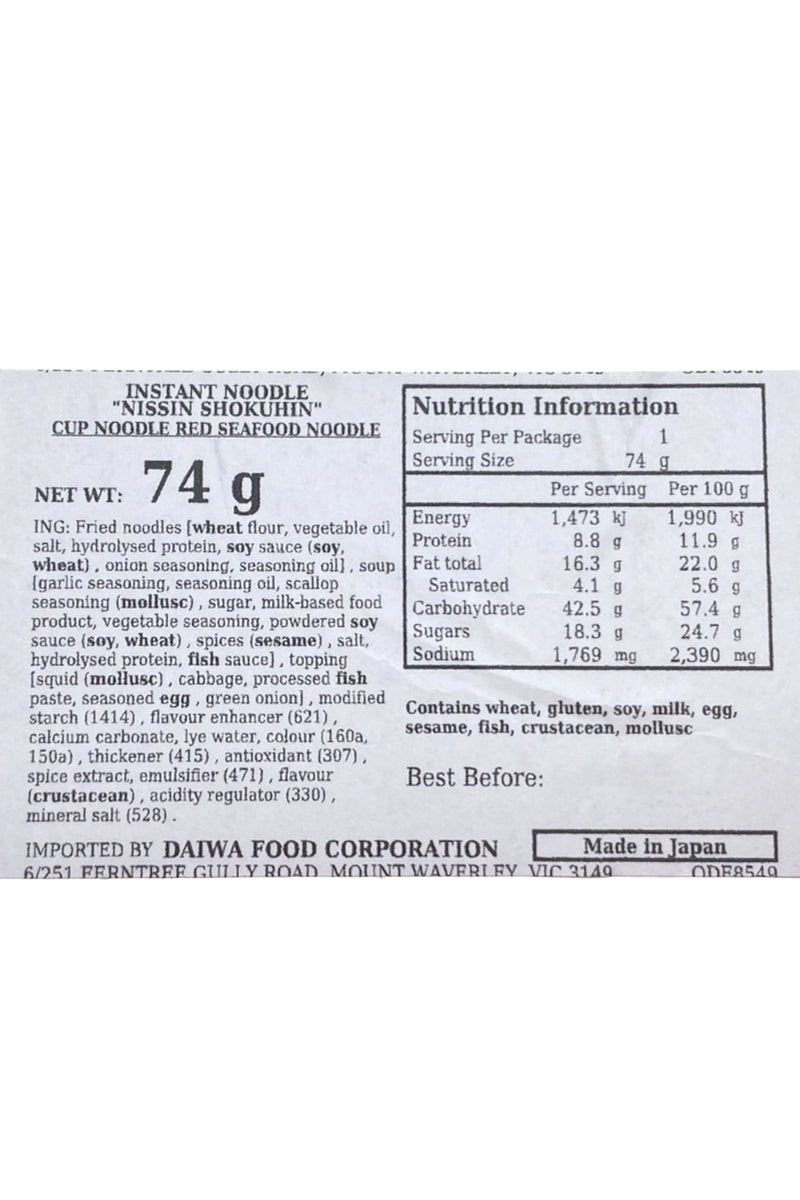 INSTANT NOODLE
"NISSIN SHOKUHIN"
CUP NOODLE RED SEAFOOD NOODLE
NET WT: 74 g
ING: Fried noodles [wheat flour, vegetable oil,
salt, hydrolysed protein, soy sauce (soy,
wheat) , onion seasoning, seasoning oil] , soup
[garlic seasoning, seasoning oil, scallop
seasoning (mollusc) , sugar, milk-based food
product, vegetable seasoning, powdered soy
sauce (soy, wheat) , spices (sesame) , salt,
hydrolysed protein, fish sauce] , topping
[squid (mollusc) , cabbage, processed fish
paste, seasoned egg , green onion] , modified
starch (1414) , flavour enhancer (621) ,
calcium carbonate, lye water, colour (160a,
150a) , thickener (415) , antioxidant (307) ,
spice extract, emulsifier (471) , flavour
(crustacean) , acidity regulator (330) ,
mineral salt (528) .
Nutrition Information
Serving Per Package 1
Serving Size 74 g
Per Serving Per 100 g
Energy 1,473 kJ 1,990 kJ
Protein 8.8 g 11.9 g
Fat total 16.3 g 22.0 g
Saturated 4.1 g 5.6 g
Carbohydrate 42.5 g 57.4 g
Sugars 18.3 g 24.7 g
Sodium 1,769 mg 2,390 mg
Contains wheat, gluten, soy, milk, egg,
sesame, fish, crustacean, mollusc
Best Before:
IMPORTED BY DAIWA FOOD CORPORATION Made in Japan
6/251 FERNTREE GULLY ROAD, MOUNT WAVERLEY, VIC 3149 ODF8549